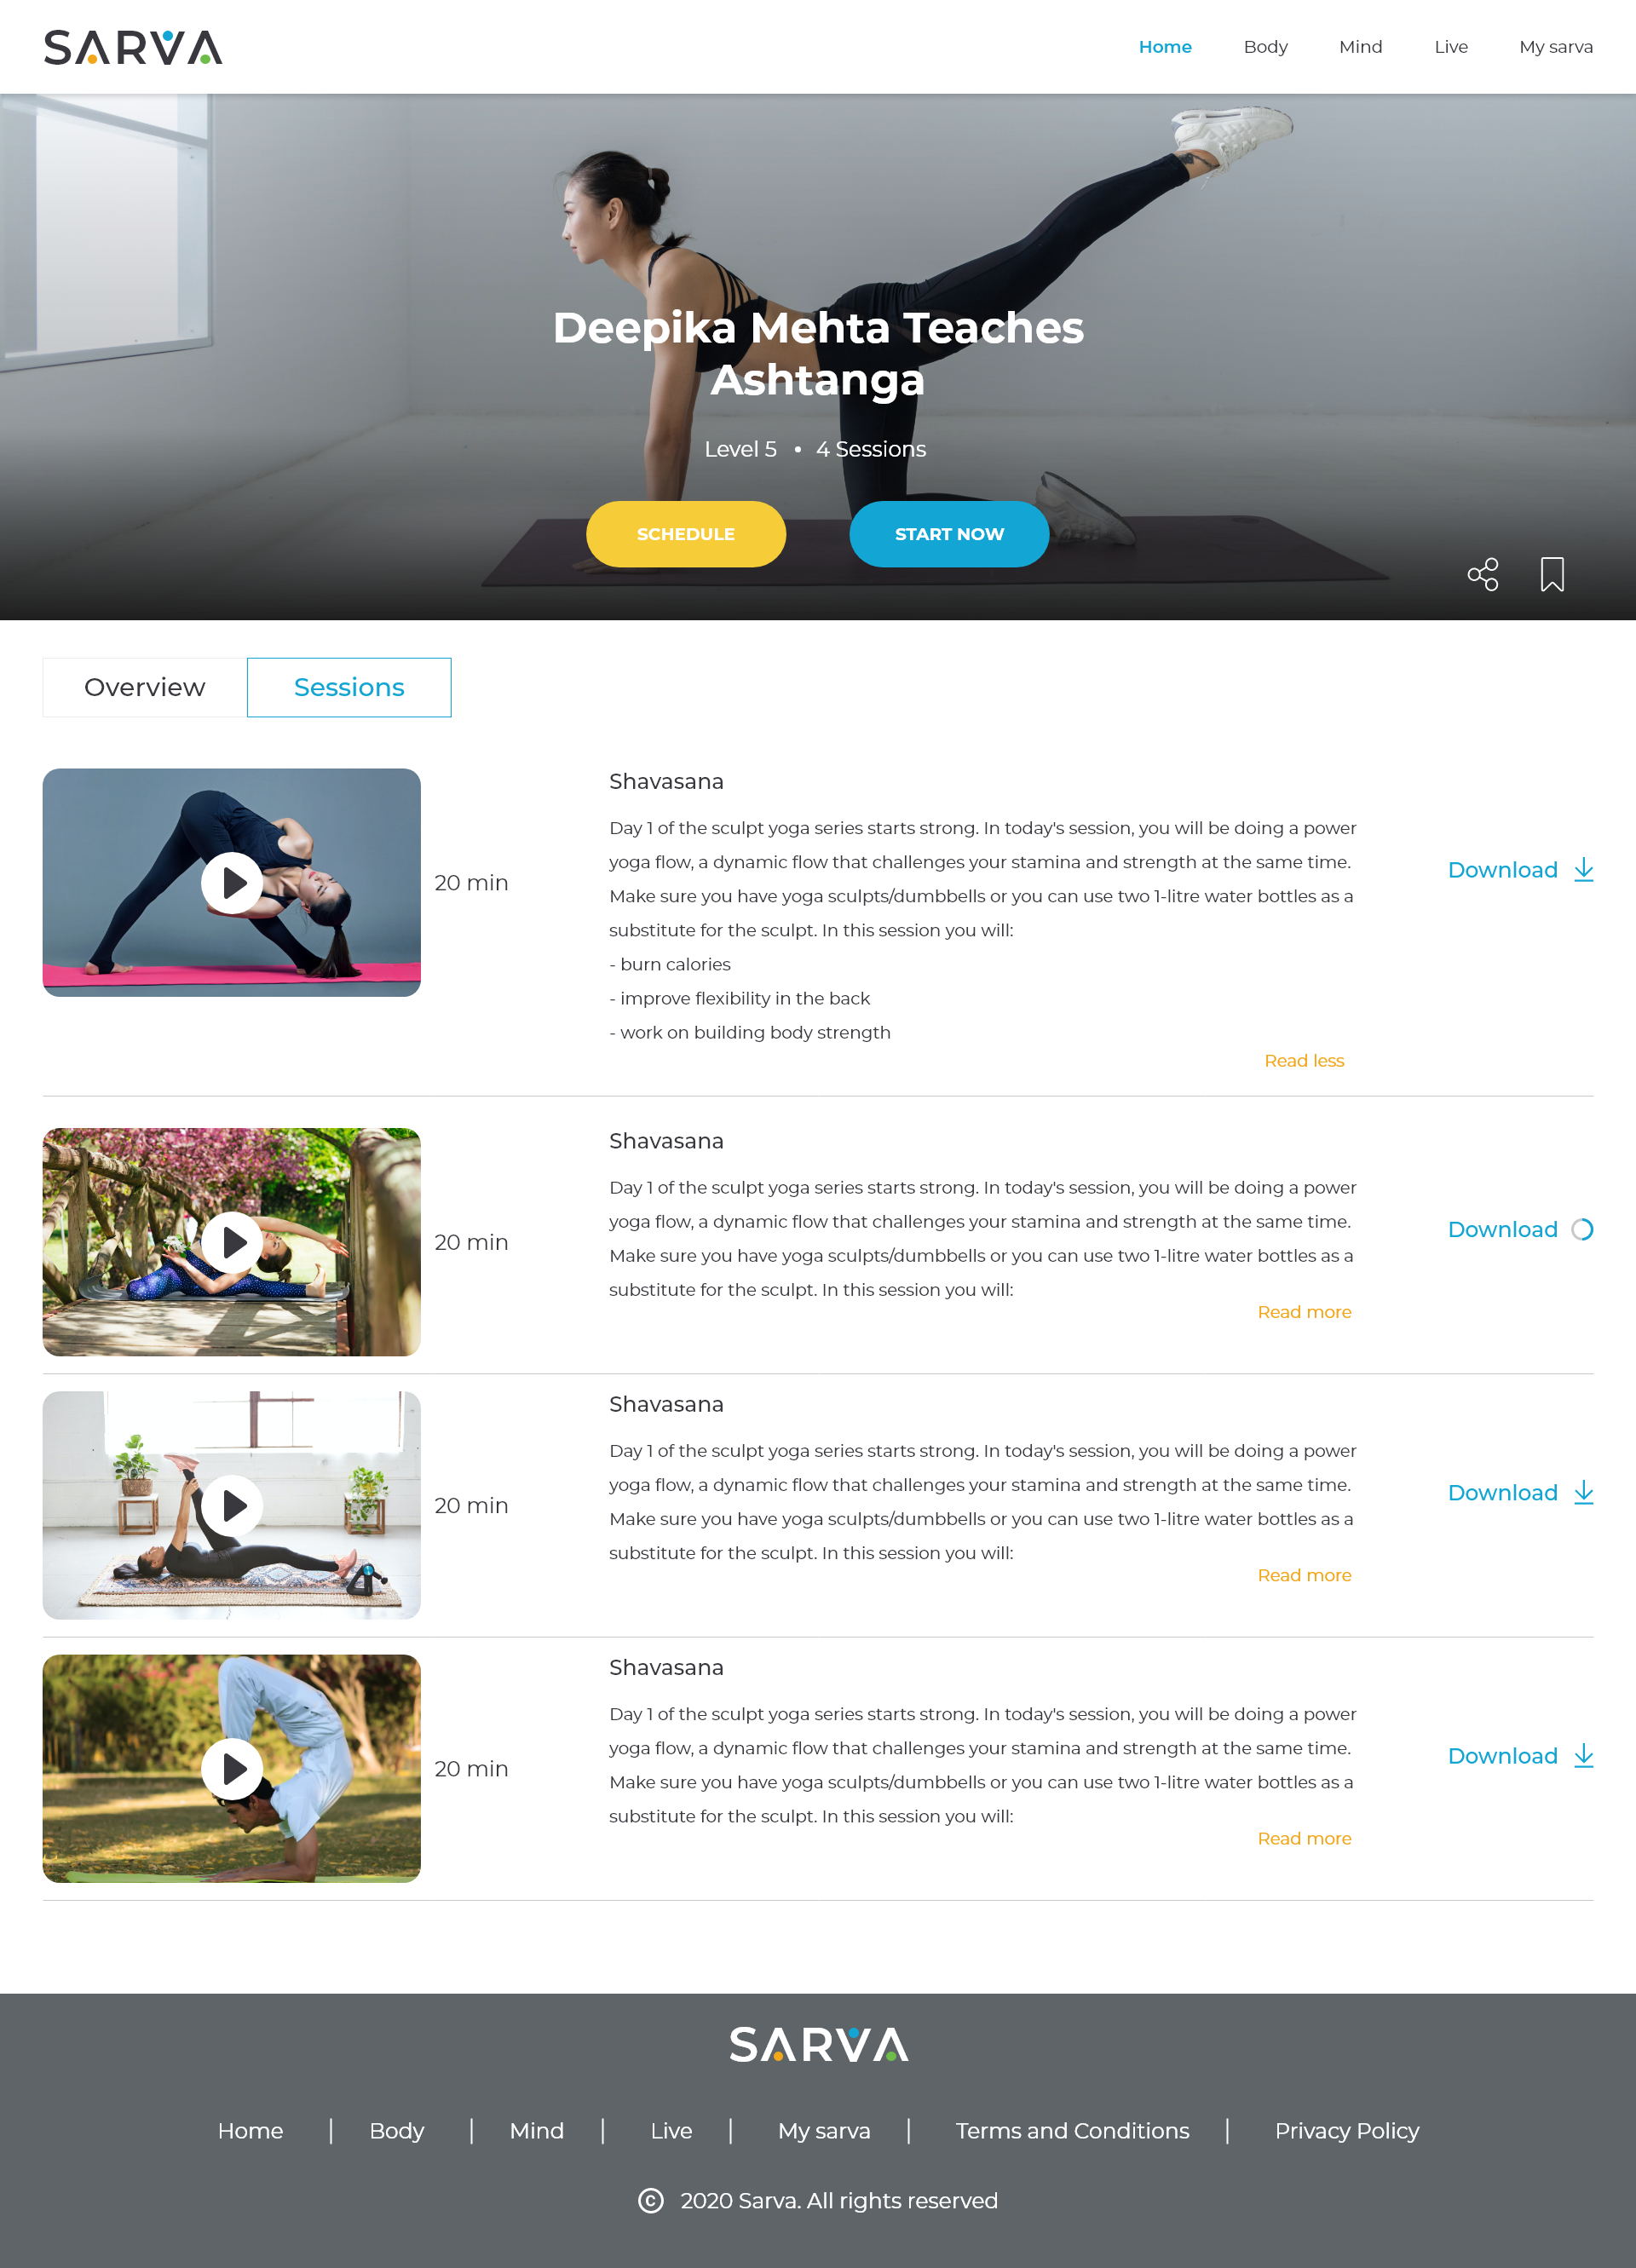 SARVA
Home Body Mind Live My sarva
Deepika Mehta Teaches
Ashtanga
Level 5 • 4 Sessions
SCHEDULE START NOW
Overview Sessions
Shavasana
20 min
Day 1 of the sculpt yoga series starts strong. In today's session, you will be doing a power
yoga flow, a dynamic flow that challenges your stamina and strength at the same time.
Make sure you have yoga sculpts/dumbbells or you can use two 1-litre water bottles as a
substitute for the sculpt. In this session you will:
- burn calories
- improve flexibility in the back
- work on building body strength
Download
Read less
Shavasana
20 min
Day 1 of the sculpt yoga series starts strong. In today's session, you will be doing a power
yoga flow, a dynamic flow that challenges your stamina and strength at the same time.
Make sure you have yoga sculpts/dumbbells or you can use two 1-litre water bottles as a
substitute for the sculpt. In this session you will:
Download
Read more
Shavasana
20 min
Day 1 of the sculpt yoga series starts strong. In today's session, you will be doing a power
yoga flow, a dynamic flow that challenges your stamina and strength at the same time.
Make sure you have yoga sculpts/dumbbells or you can use two 1-litre water bottles as a
substitute for the sculpt. In this session you will:
Download
Read more
Shavasana
20 min
Day 1 of the sculpt yoga series starts strong. In today's session, you will be doing a power
yoga flow, a dynamic flow that challenges your stamina and strength at the same time.
Make sure you have yoga sculpts/dumbbells or you can use two 1-litre water bottles as a
substitute for the sculpt. In this session you will:
Download
Read more
SARVA
Home | Body | Mind | Live | My sarva | Terms and Conditions | Privacy Policy
© 2020 Sarva. All rights reserved